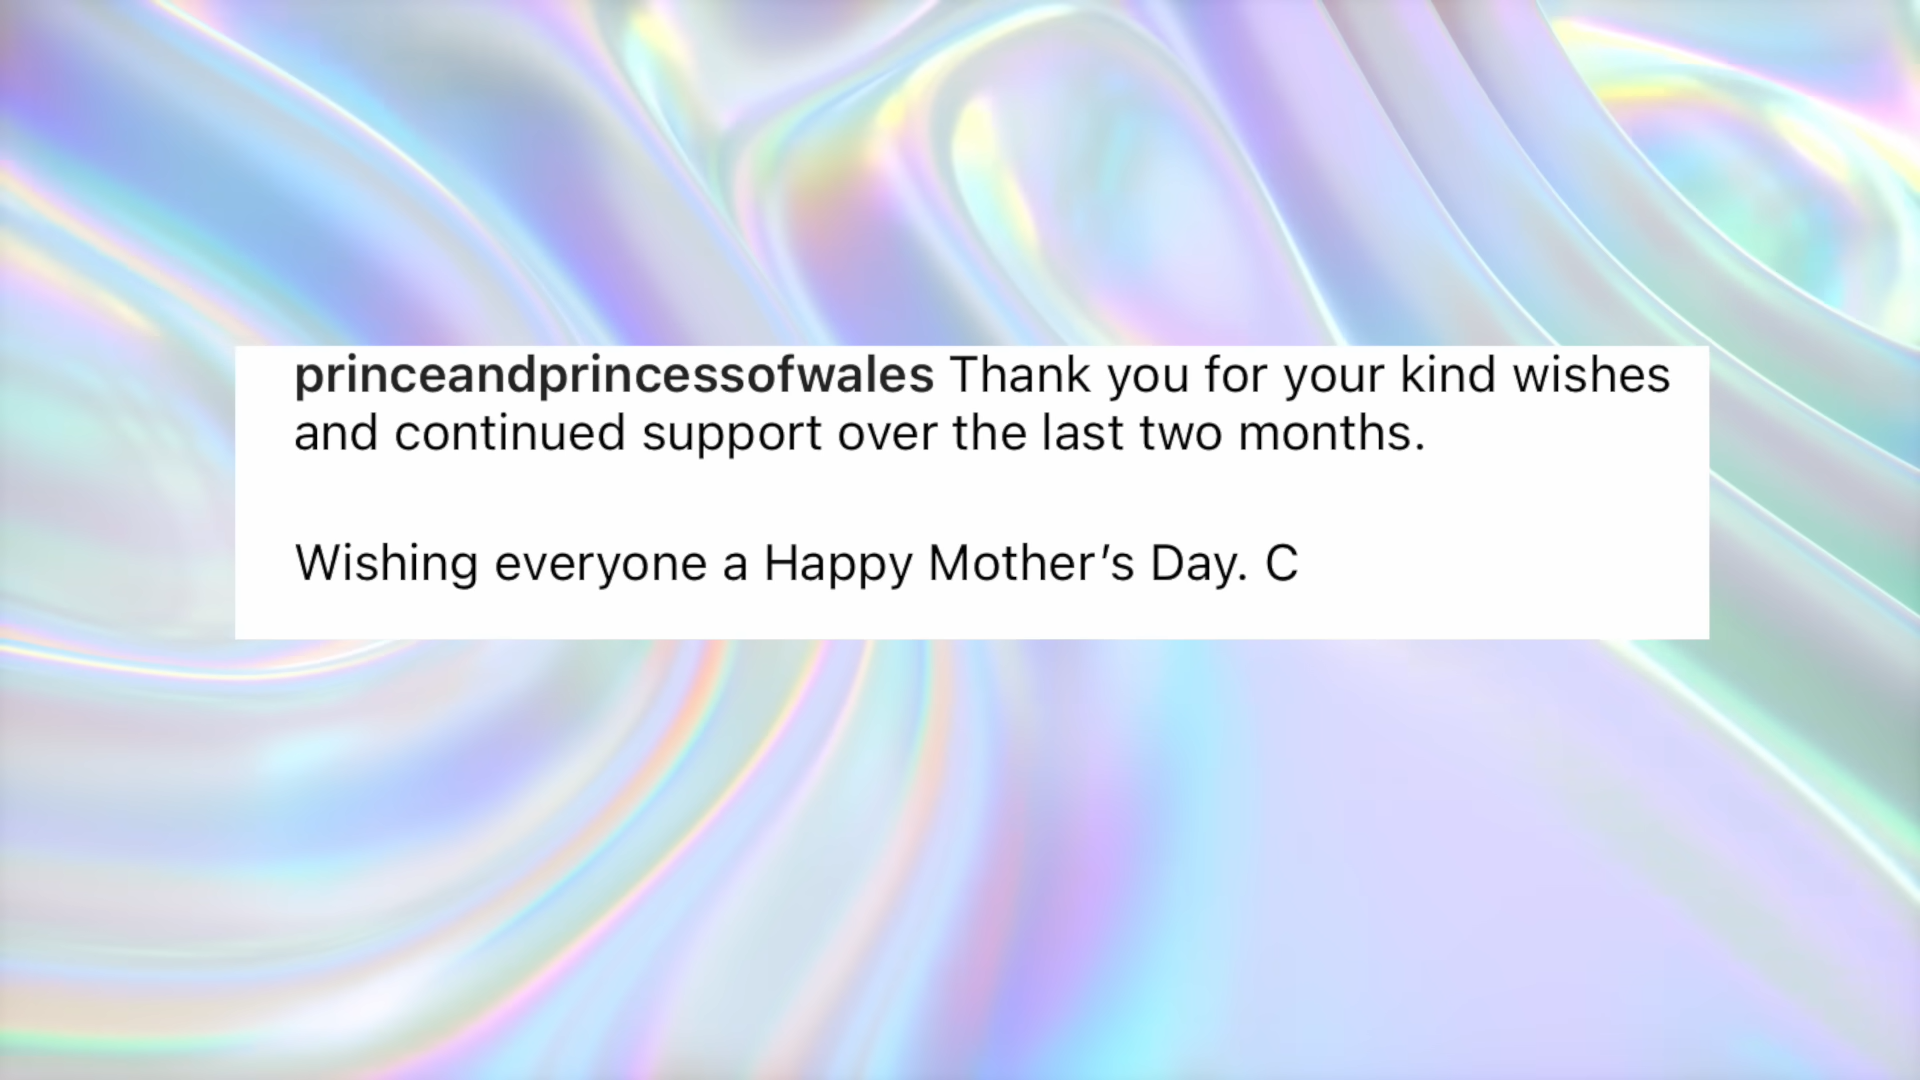 princeandprincessofwales Thank you for your kind wishes
and continued support over the last two months.
Wishing everyone a Happy Mother’s Day. C